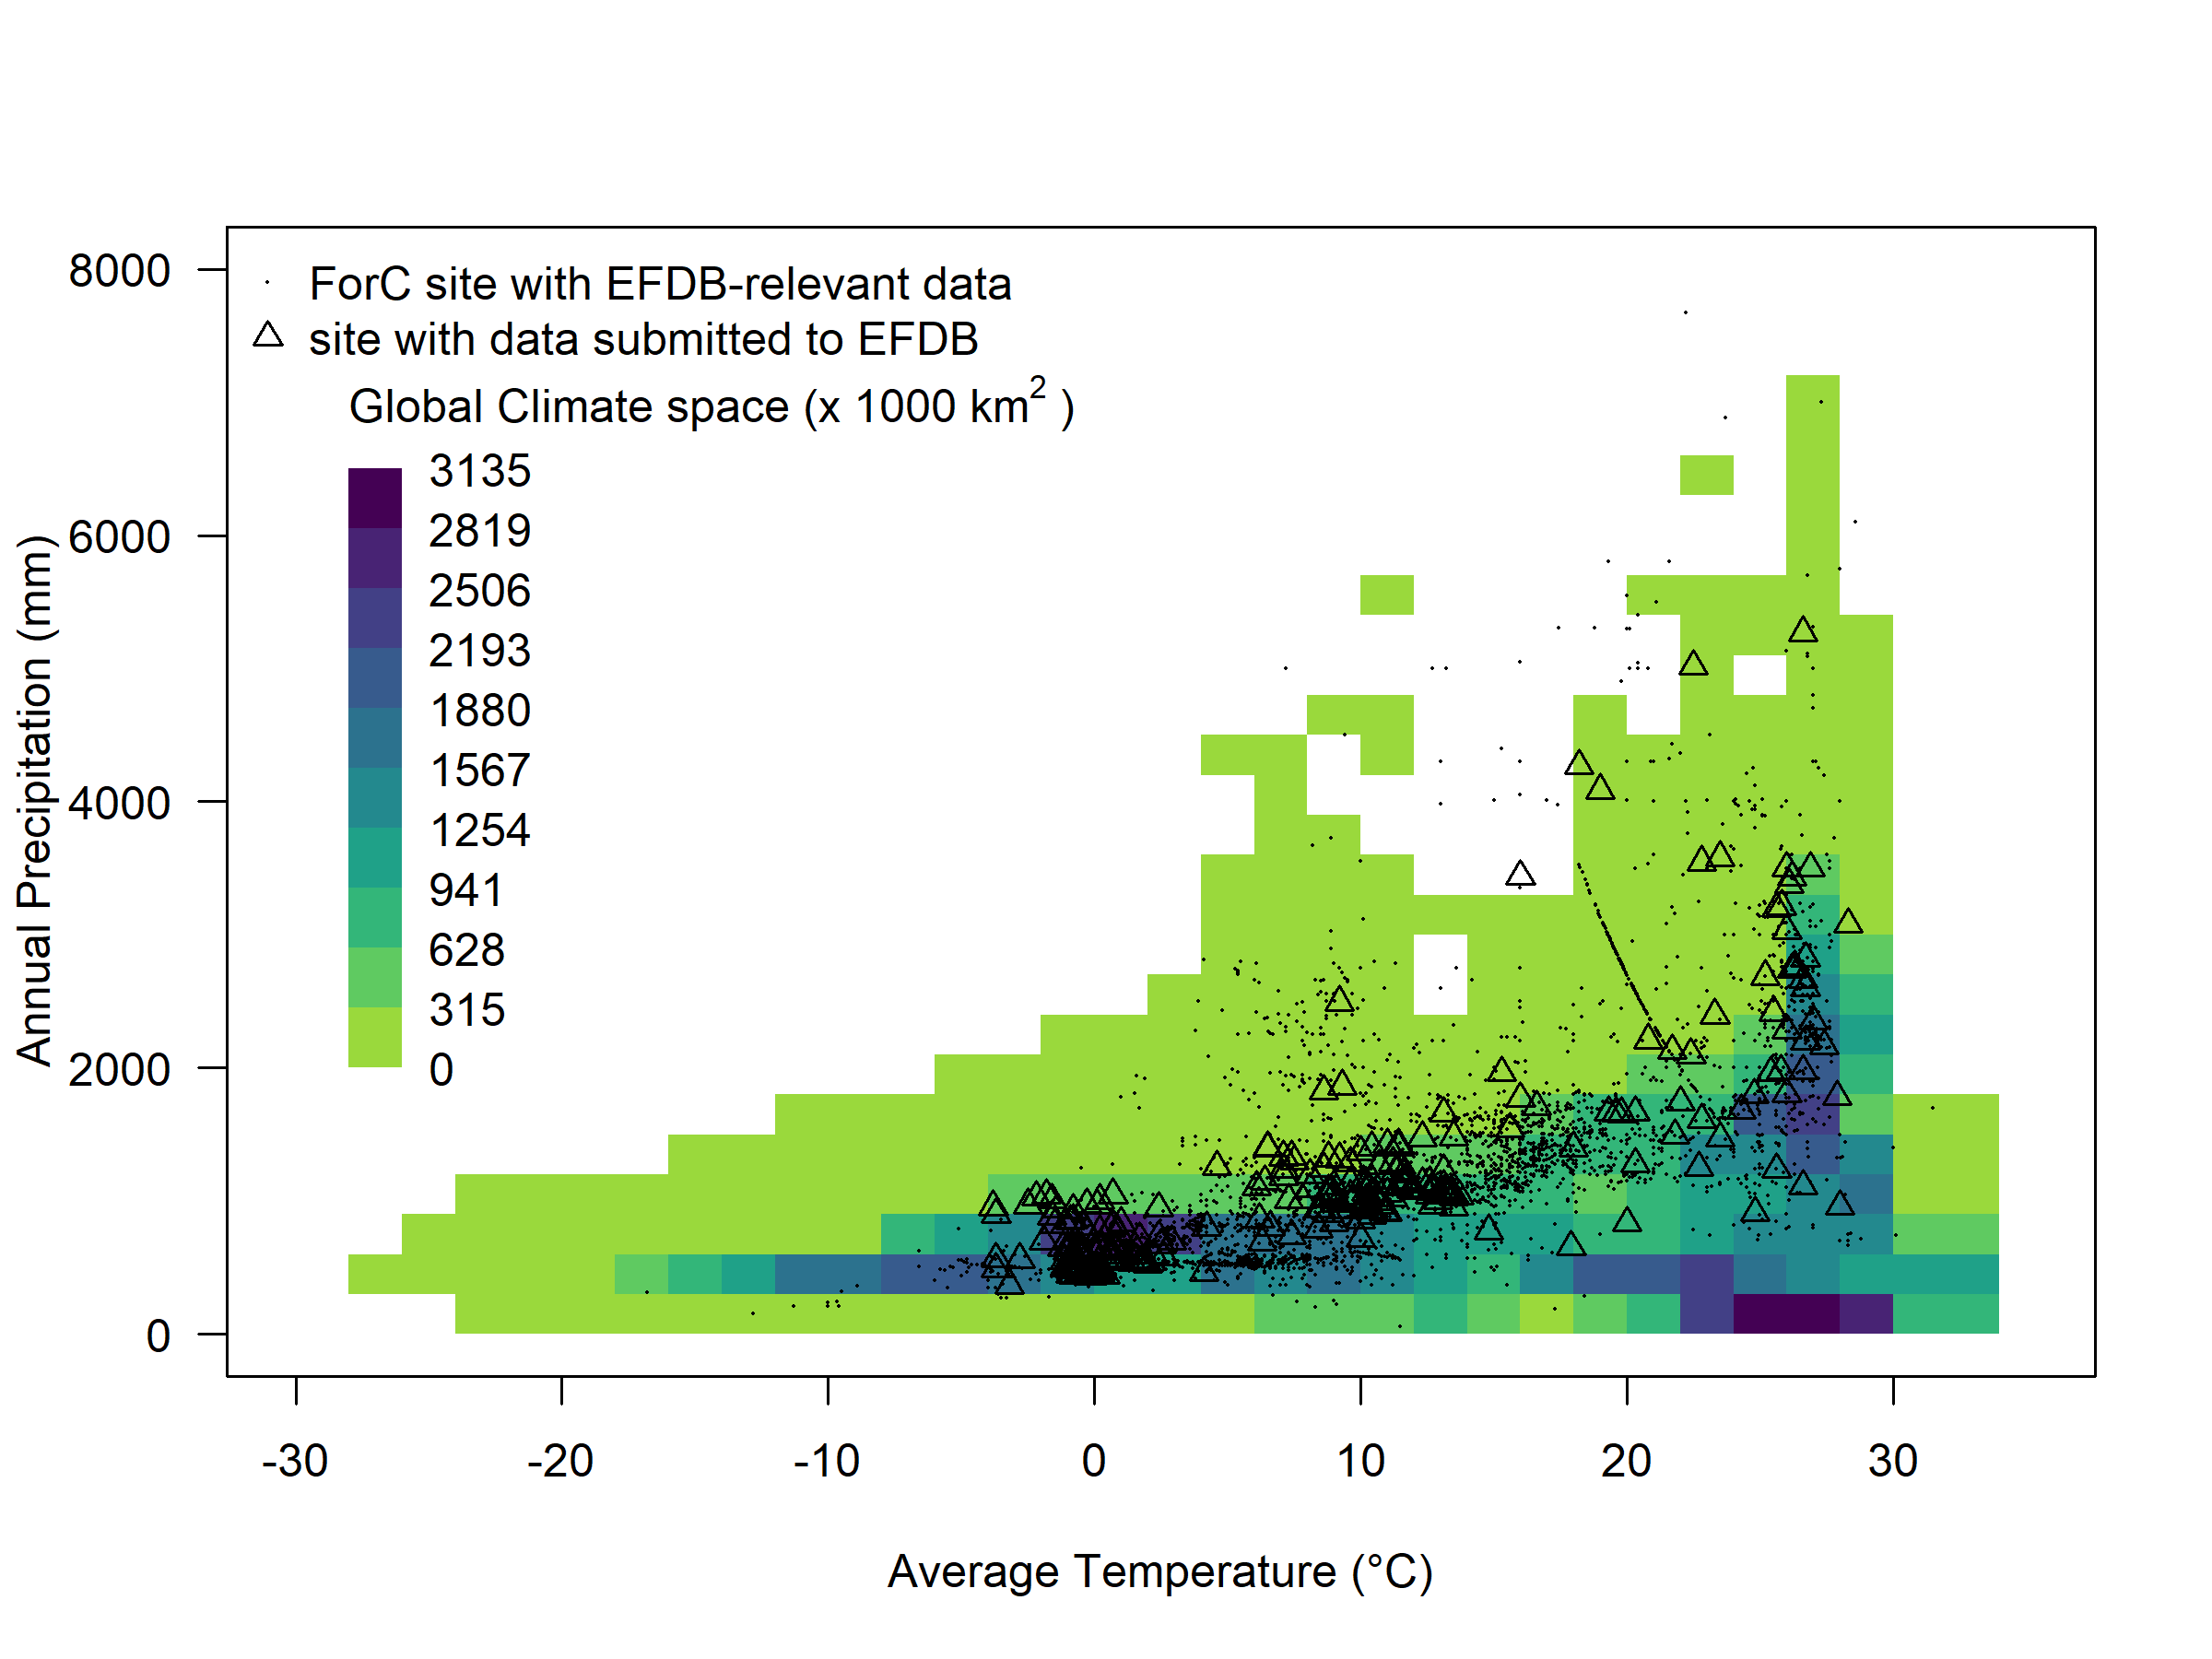 ForC site with EFDB-relevant data
site with data submitted to EFDB
Global Climate space (x 1000 km2 )
3135
2819
2506
2193
1880
1567
1254
941
628
315
0
Annual Precipitation (mm)
8000
6000
4000
2000
0
-30 -20 -10 0 10 20 30
Average Temperature (°C)